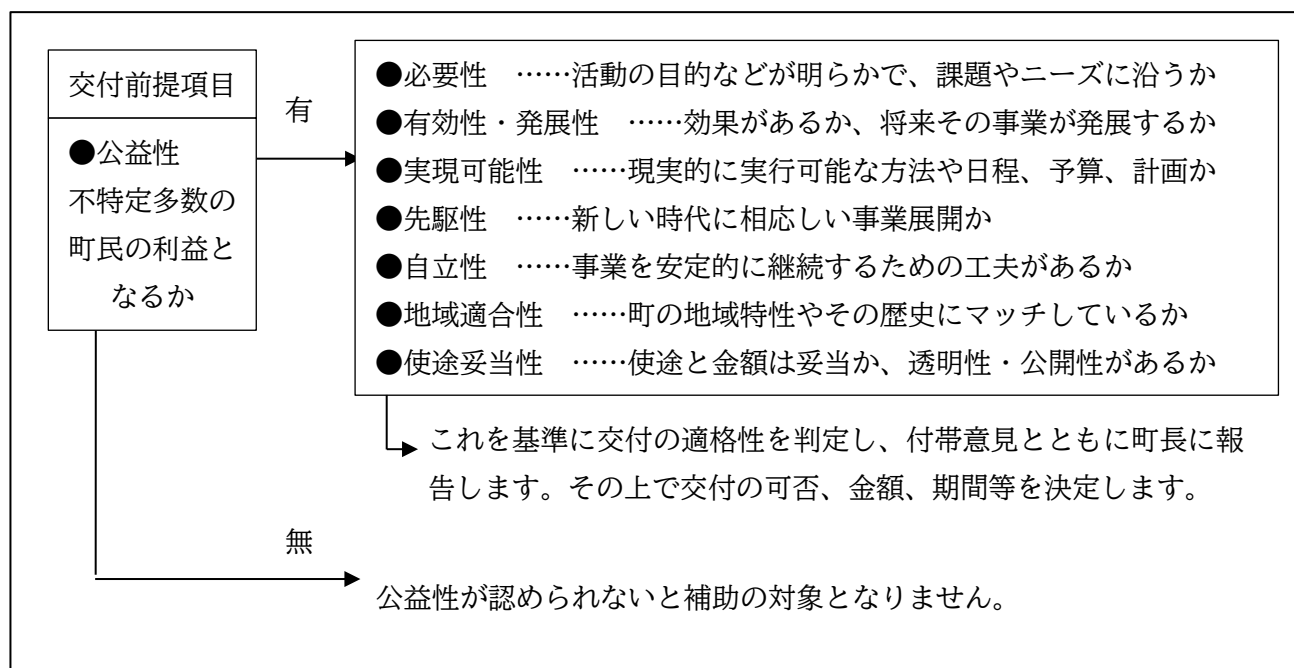 交付前提項目
●公益性
不特定多数の
町民の利益と
なるか
有
●必要性 ……活動の目的などが明らかで、課題やニーズに沿うか
●有効性・発展性 ……効果があるか、将来その事業が発展するか
●実現可能性 ……現実的に実行可能な方法や日程、予算、計画か
●先駆性 ……新しい時代に相応しい事業展開か
●自立性 ……事業を安定的に継続するための工夫があるか
●地域適合性 ……町の地域特性やその歴史にマッチしているか
●使途妥当性 ……使途と金額は妥当か、透明性・公開性があるか
これを基準に交付の適格性を判定し、付帯意見とともに町長に報
告します。その上で交付の可否、金額、期間等を決定します。
無
公益性が認められないと補助の対象となりません。